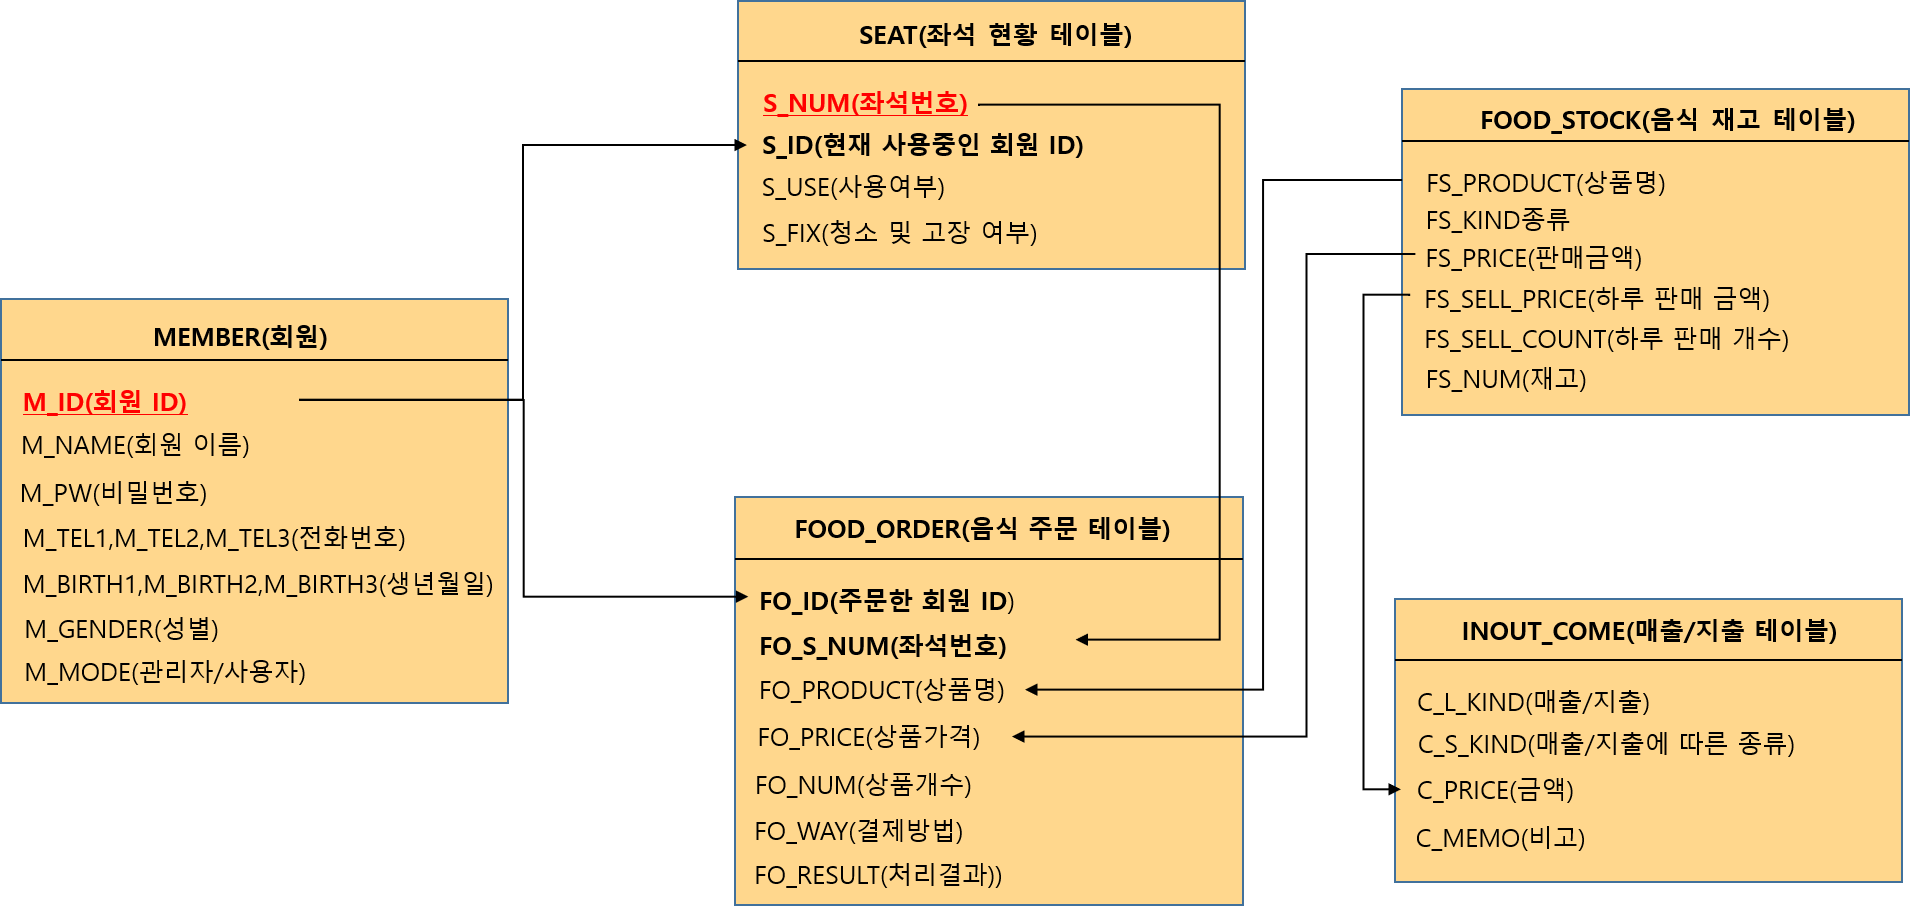 SEAT(좌석 현황 테이블)
S_NUM(좌석번호)
S_ID(현재 사용중인 회원 ID)
S_USE(사용여부)
S_FIX(청소 및 고장 여부)
FOOD_STOCK(음식 재고 테이블)
FS_PRODUCT(상품명)
FS_KIND종류
FS_PRICE(판매금액)
FS_SELL_PRICE(하루 판매 금액)
FS_SELL_COUNT(하루 판매 개수)
FS_NUM(재고)
MEMBER(회원)
M_ID(회원 ID)
M_NAME(회원 이름)
M_PW(비밀번호)
M_TEL1,M_TEL2,M_TEL3(전화번호)
M_BIRTH1,M_BIRTH2,M_BIRTH3(생년월일)
M_GENDER(성별)
M_MODE(관리자/사용자)
FOOD_ORDER(음식 주문 테이블)
FO_ID(주문한 회원 ID)
FO_S_NUM(좌석번호)
FO_PRODUCT(상품명)
FO_PRICE(상품가격)
FO_NUM(상품개수)
FO_WAY(결제방법)
FO_RESULT(처리결과))
INOUT_COME(매출/지출 테이블)
C_L_KIND(매출/지출)
C_S_KIND(매출/지출에 따른 종류)
C_PRICE(금액)
C_MEMO(비고)